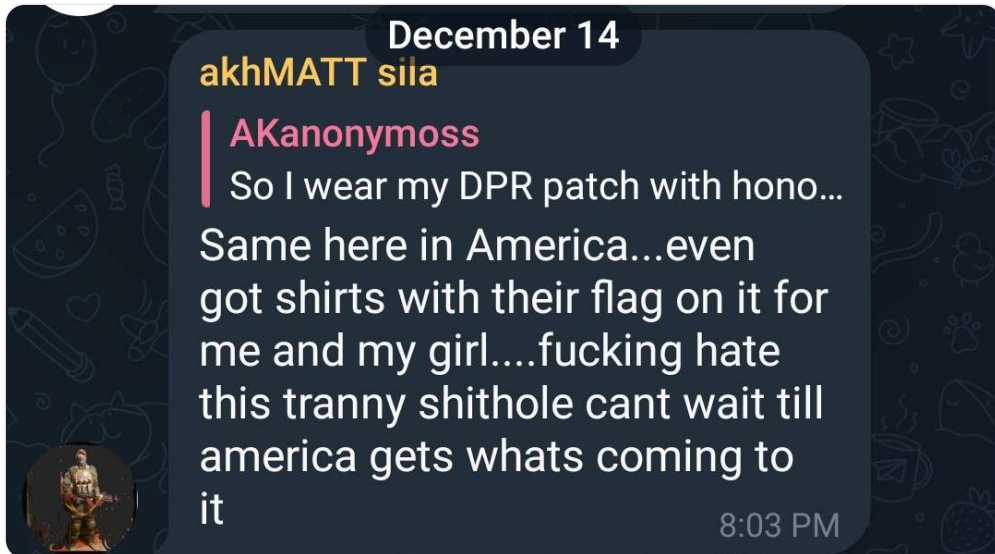 December 14
akhMATT sila
AKanonymoss
So I wear my DPR patch with hono...
Same here in America...even
got shirts with their flag on it for
me and my girl....fucking hate
this tranny shithole cant wait till
america gets whats coming to
it
8:03 PM